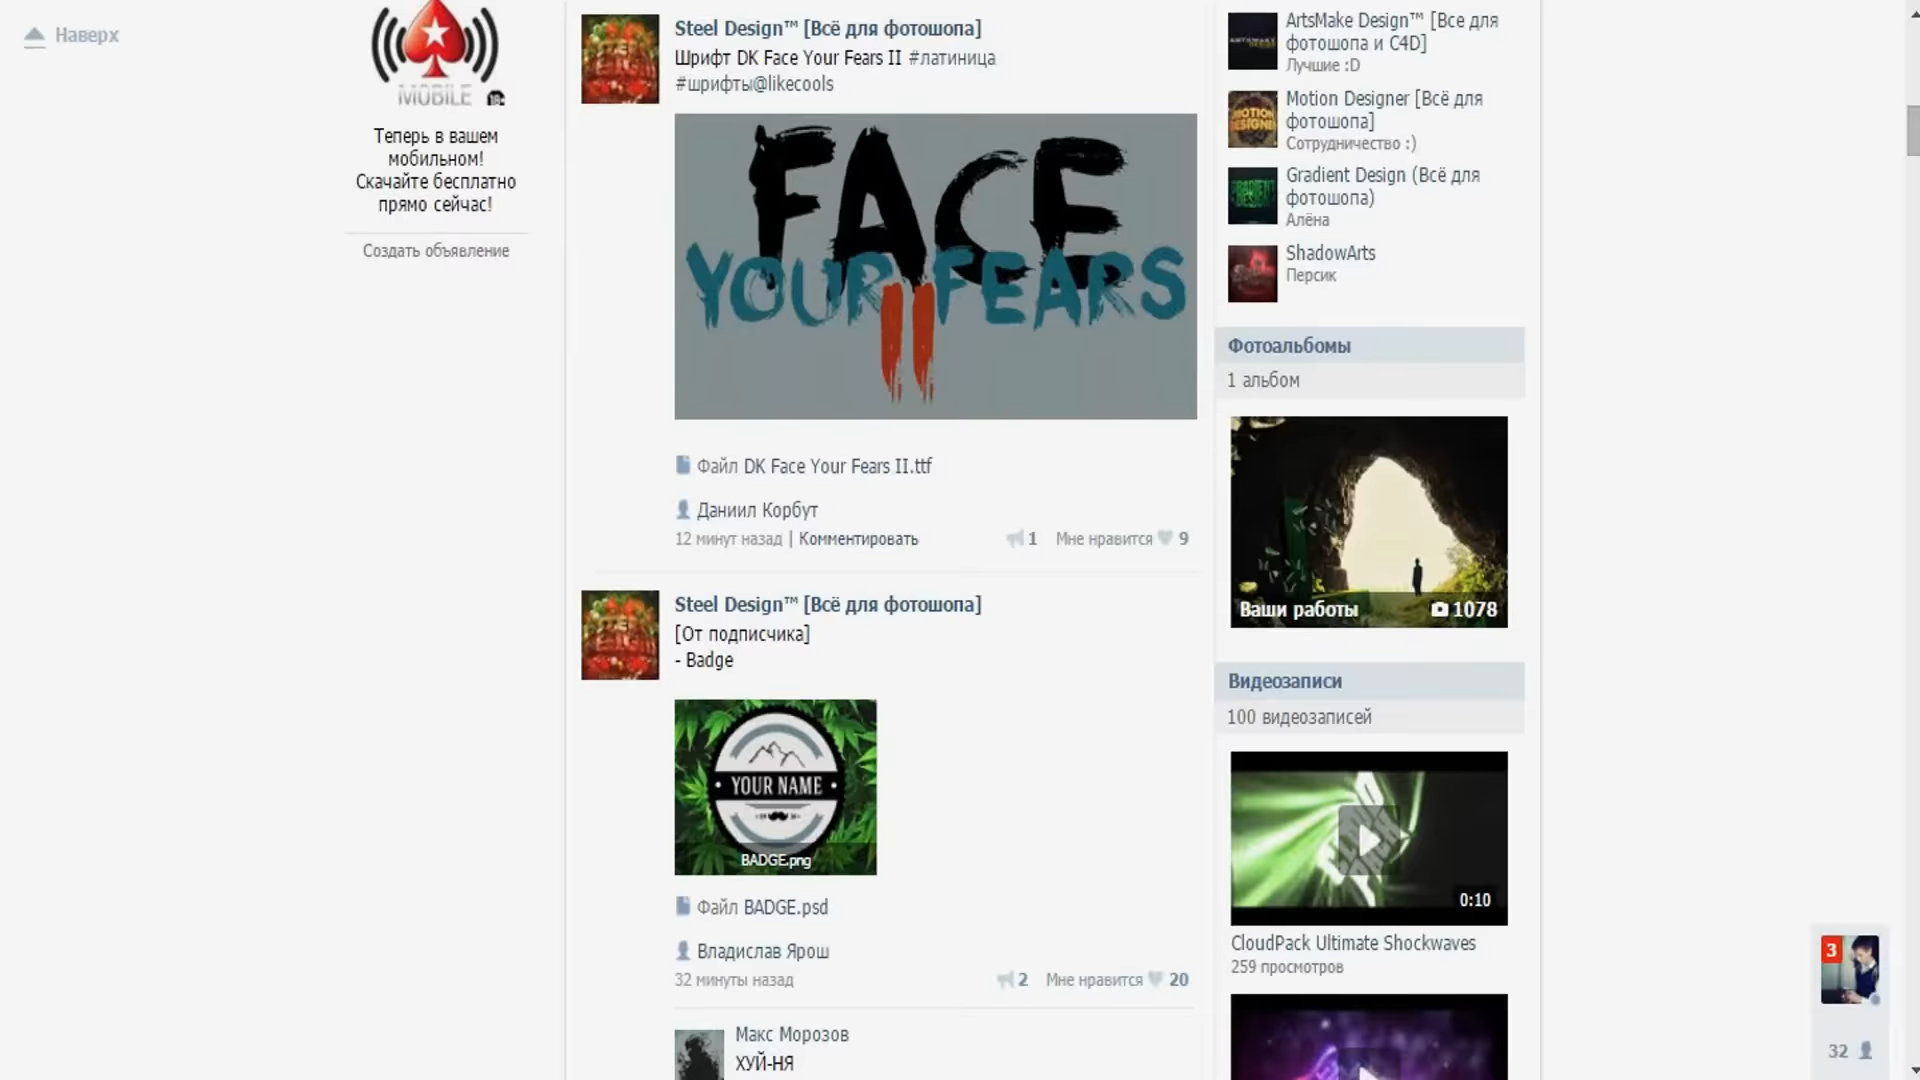 Наверх
MOBILE 18+
Теперь в вашем
мобильном!
Скачайте бесплатно
прямо сейчас!
Создать объявление
Steel Design™ [Всё для фотошопа]
Шрифт DK Face Your Fears II #латиница
#шрифты@likecools
FACE
YOUR FEARS
II
Файл DK Face Your Fears II.ttf
Даниил Корбут
12 минут назад | Комментировать
1 Мне нравится 9
Steel Design™ [Всё для фотошопа]
[От подписчика]
- Badge
YOUR NAME
BADGE.png
Файл BADGE.psd
Владислав Ярош
32 минуты назад
2 Мне нравится 20
Макс Морозов
ХУЙ-НЯ
ArtsMake Design™ [Все для
фотошопа и C4D]
Лучшие :D
Motion Designer [Всё для
фотошопа]
Сотрудничество :)
Gradient Design (Всё для
фотошопа)
Алёна
ShadowArts
Персик
Фотоальбомы
1 альбом
Ваши работы 1078
Видеозаписи
100 видеозаписей
0:10
CloudPack Ultimate Shockwaves
259 просмотров
3
32